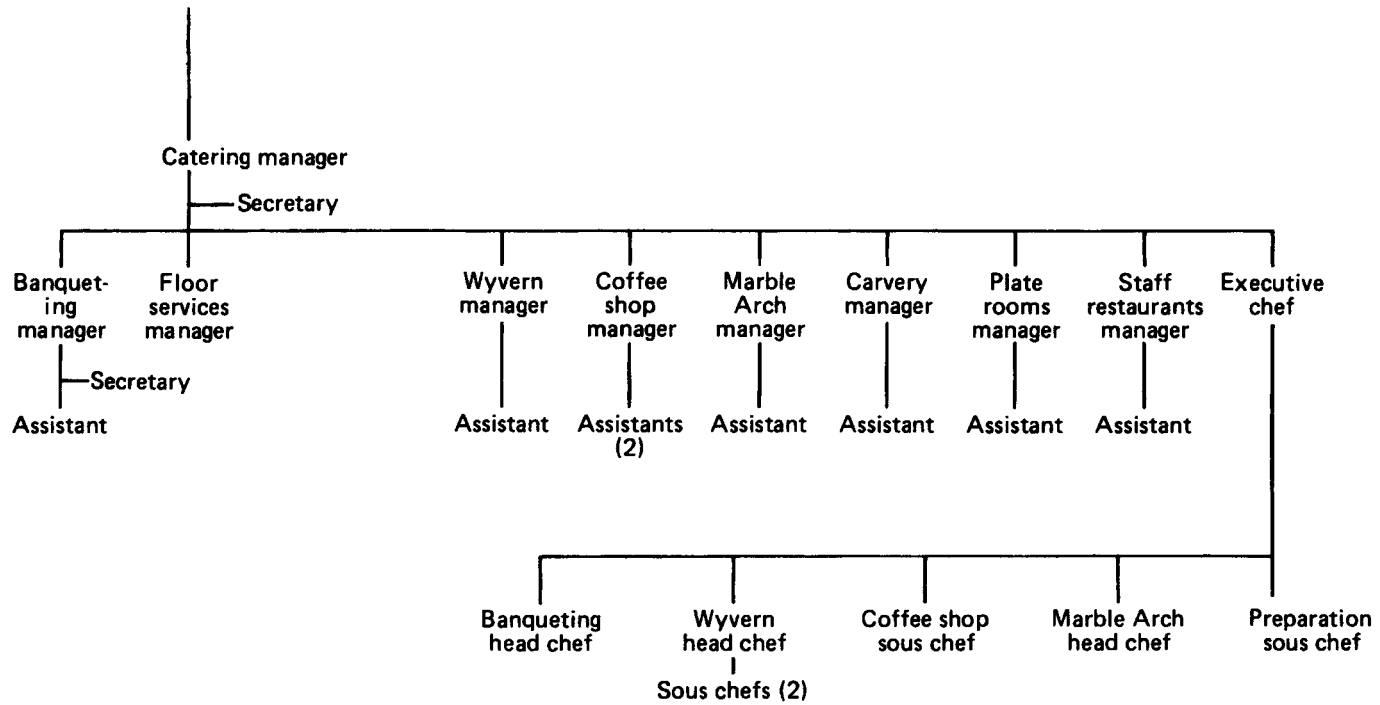 Catering manager
Secretary
Banquet-
ing
manager
Floor
services
manager
Wyvern
manager
Coffee
shop
manager
Marble
Arch
manager
Carvery
manager
Plate
rooms
manager
Staff
restaurants
manager
Executive
chef
Secretary
Assistant
Assistant
Assistants
(2)
Assistant
Assistant
Assistant
Assistant
Banqueting
head chef
Wyvern
head chef
Coffee shop
sous chef
Marble Arch
head chef
Preparation
sous chef
Sous chefs (2)